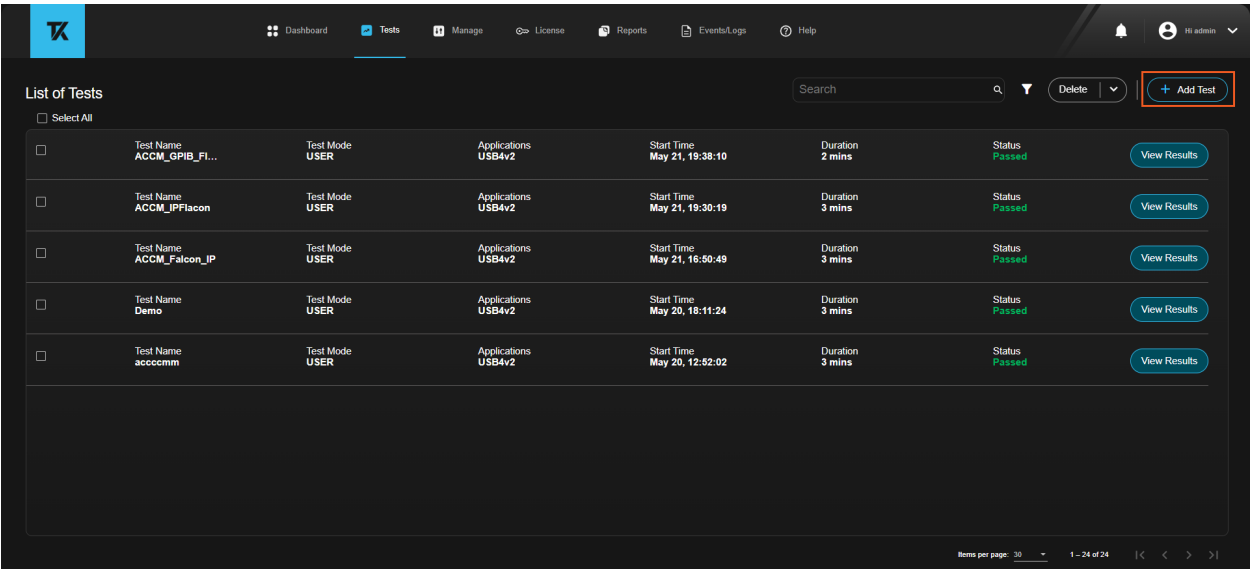 TK
Dashboard Tests Manage License Reports Events/Logs Help Hi admin
List of Tests Search Delete + Add Test
Select All
Test Name Test Mode Applications Start Time Duration Status
ACCM_GPIB_Fl... USER USB4v2 May 21, 19:38:10 2 mins Passed View Results
Test Name Test Mode Applications Start Time Duration Status
ACCM_IPFlacon USER USB4v2 May 21, 19:30:19 3 mins Passed View Results
Test Name Test Mode Applications Start Time Duration Status
ACCM_Falcon_IP USER USB4v2 May 21, 16:50:49 3 mins Passed View Results
Test Name Test Mode Applications Start Time Duration Status
Demo USER USB4v2 May 20, 18:11:24 3 mins Passed View Results
Test Name Test Mode Applications Start Time Duration Status
accccmm USER USB4v2 May 20, 12:52:02 3 mins Passed View Results
Items per page: 30 1 – 24 of 24